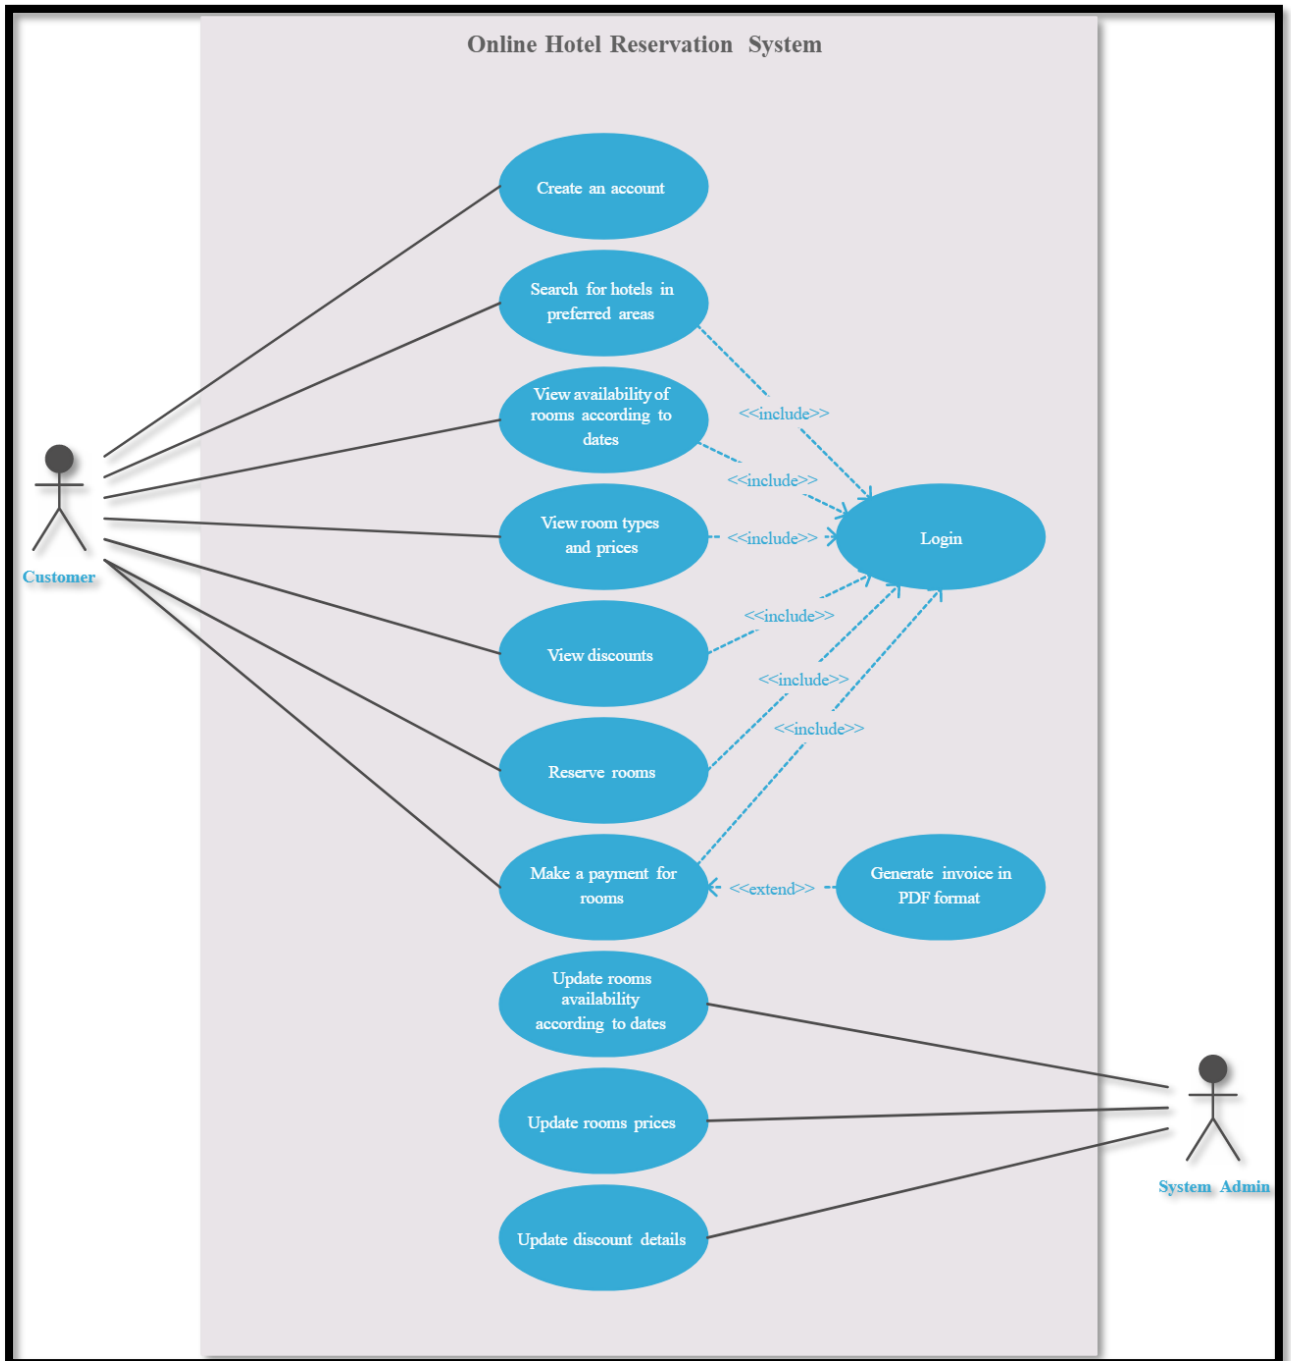 Online Hotel Reservation System
Create an account
Search for hotels in
preferred areas
View availability of
rooms according to
dates
<<include>>
<<include>>
View room types
and prices
<<include>>
Login
Customer
<<include>>
View discounts
<<include>>
<<include>>
Reserve rooms
Make a payment for
rooms
<<extend>>
Generate invoice in
PDF format
Update rooms
availability
according to dates
Update rooms prices
System Admin
Update discount details